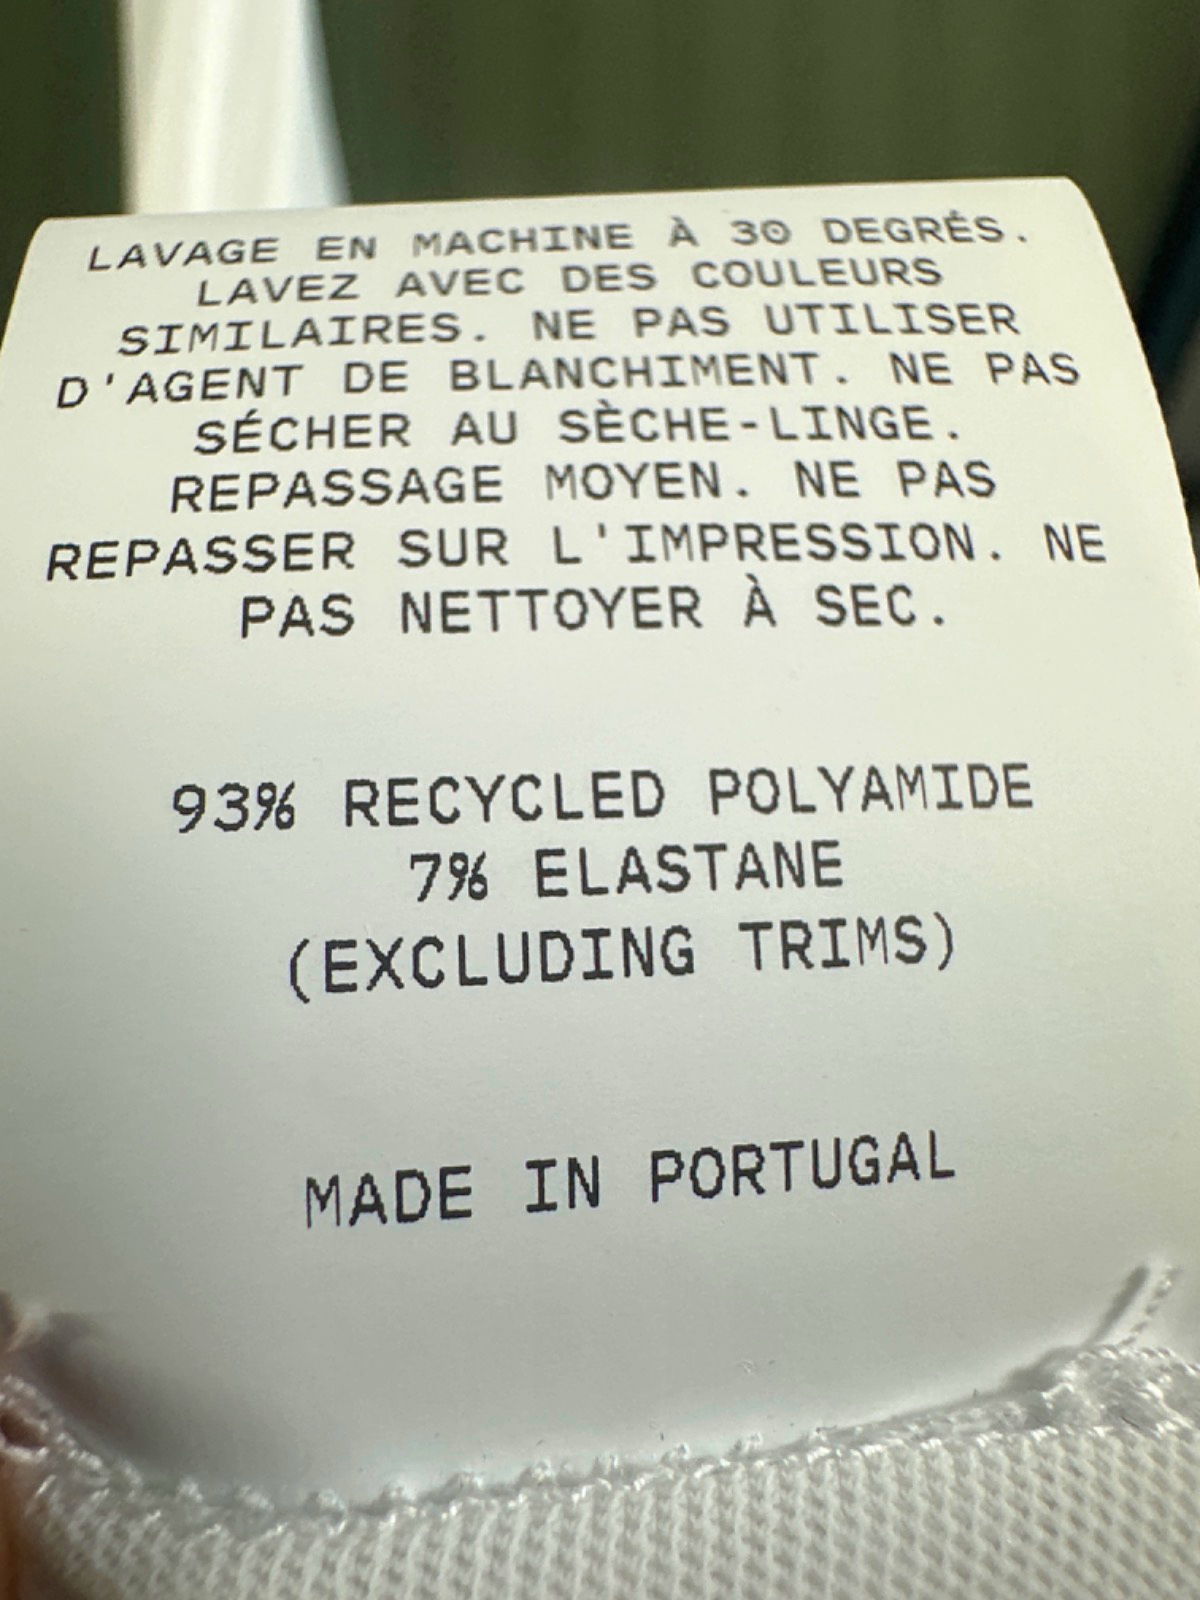 LAVAGE EN MACHINE À 30 DEGRÉS.
LAVEZ AVEC DES COULEURS
SIMILAIRES. NE PAS UTILISER
D'AGENT DE BLANCHIMENT. NE PAS
SÉCHER AU SÈCHE-LINGE.
REPASSAGE MOYEN. NE PAS
REPASSER SUR L'IMPRESSION. NE
PAS NETTOYER À SEC.
93% RECYCLED POLYAMIDE
7% ELASTANE
(EXCLUDING TRIMS)
MADE IN PORTUGAL